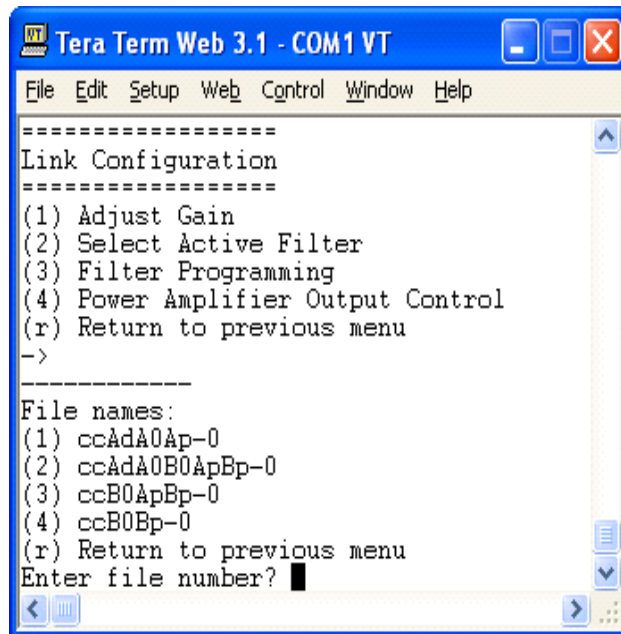 Tera Term Web 3.1 - COM1 VT
File Edit Setup Web Control Window Help
==================
Link Configuration
==================
(1) Adjust Gain
(2) Select Active Filter
(3) Filter Programming
(4) Power Amplifier Output Control
(r) Return to previous menu
->
------------
File names:
(1) ccAdA0Ap-0
(2) ccAdA0B0ApBp-0
(3) ccB0ApBp-0
(4) ccB0Bp-0
(r) Return to previous menu
Enter file number?